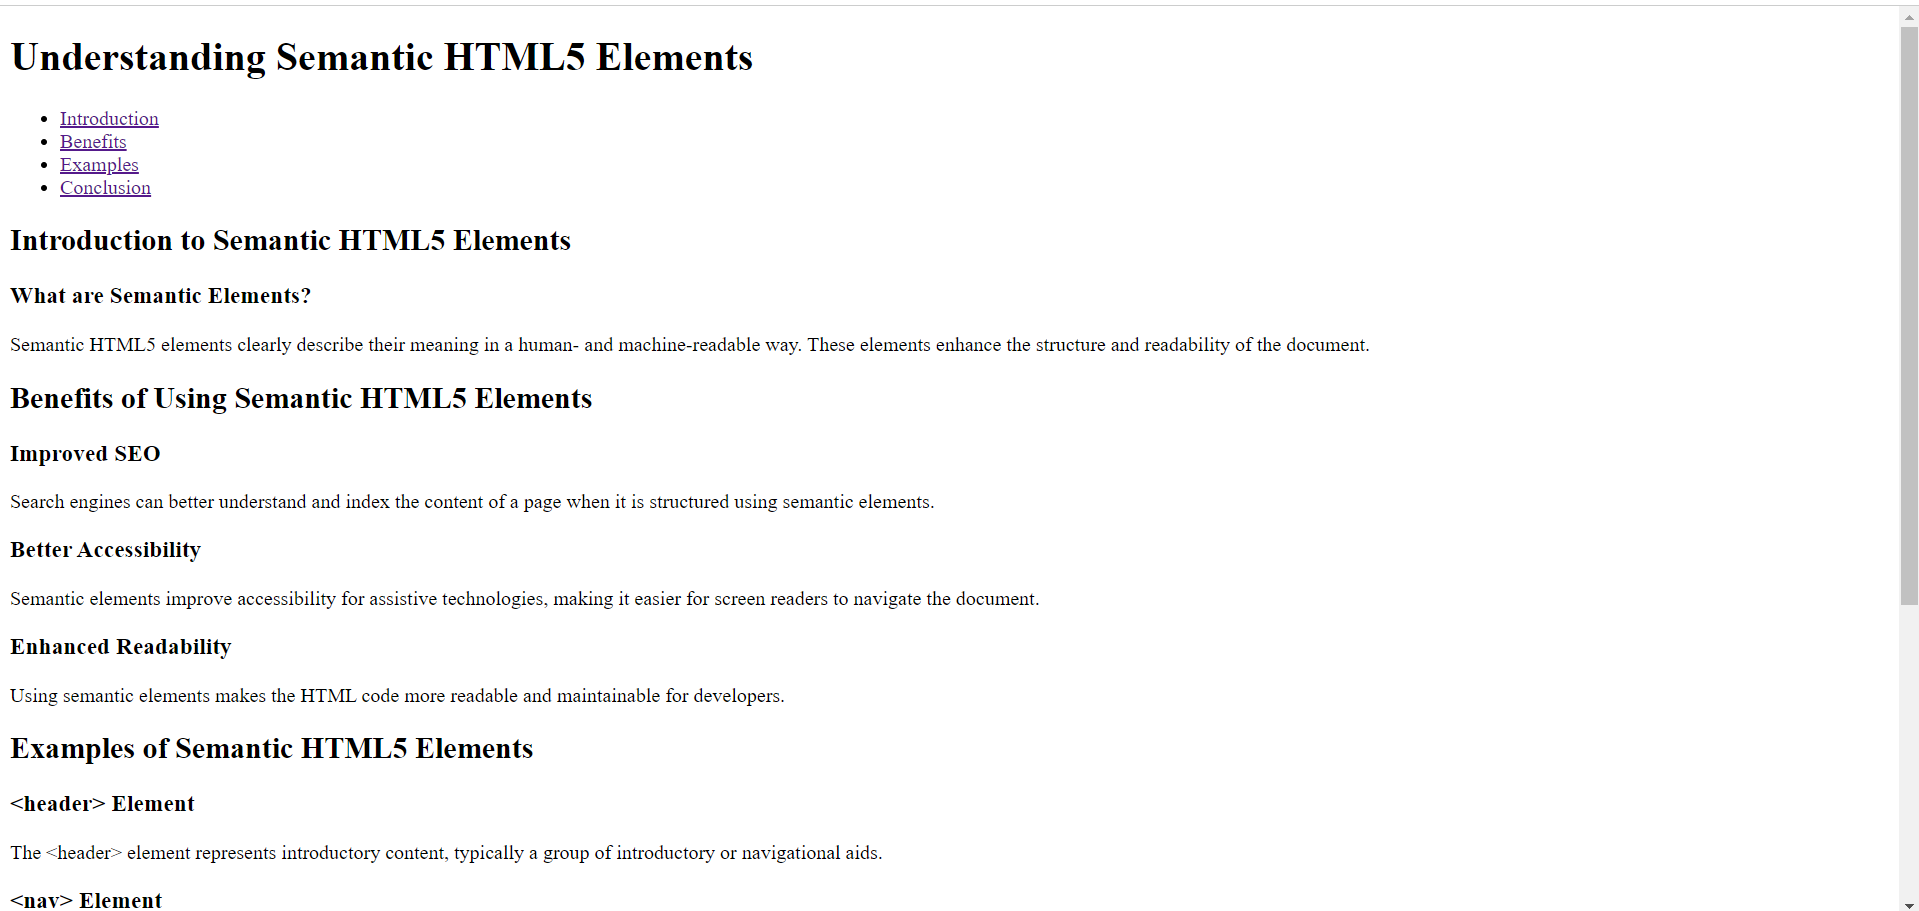 Understanding Semantic HTML5 Elements
Introduction
Benefits
Examples
Conclusion
Introduction to Semantic HTML5 Elements
What are Semantic Elements?
Semantic HTML5 elements clearly describe their meaning in a human- and machine-readable way. These elements enhance the structure and readability of the document.
Benefits of Using Semantic HTML5 Elements
Improved SEO
Search engines can better understand and index the content of a page when it is structured using semantic elements.
Better Accessibility
Semantic elements improve accessibility for assistive technologies, making it easier for screen readers to navigate the document.
Enhanced Readability
Using semantic elements makes the HTML code more readable and maintainable for developers.
Examples of Semantic HTML5 Elements
<header> Element
The <header> element represents introductory content, typically a group of introductory or navigational aids.
<nav> Element